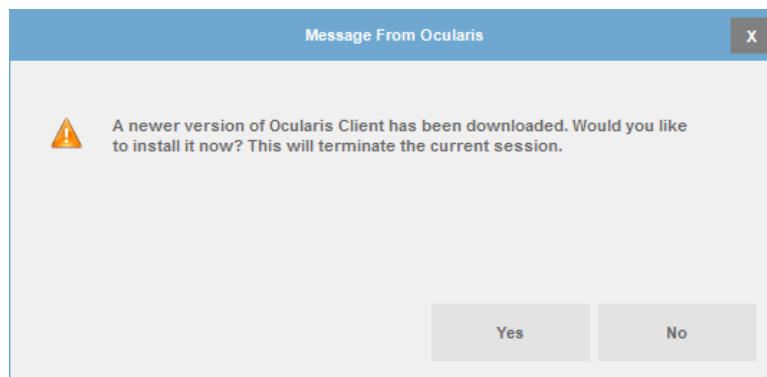 Message From Ocularis
X
A newer version of Ocularis Client has been downloaded. Would you like
to install it now? This will terminate the current session.
Yes
No